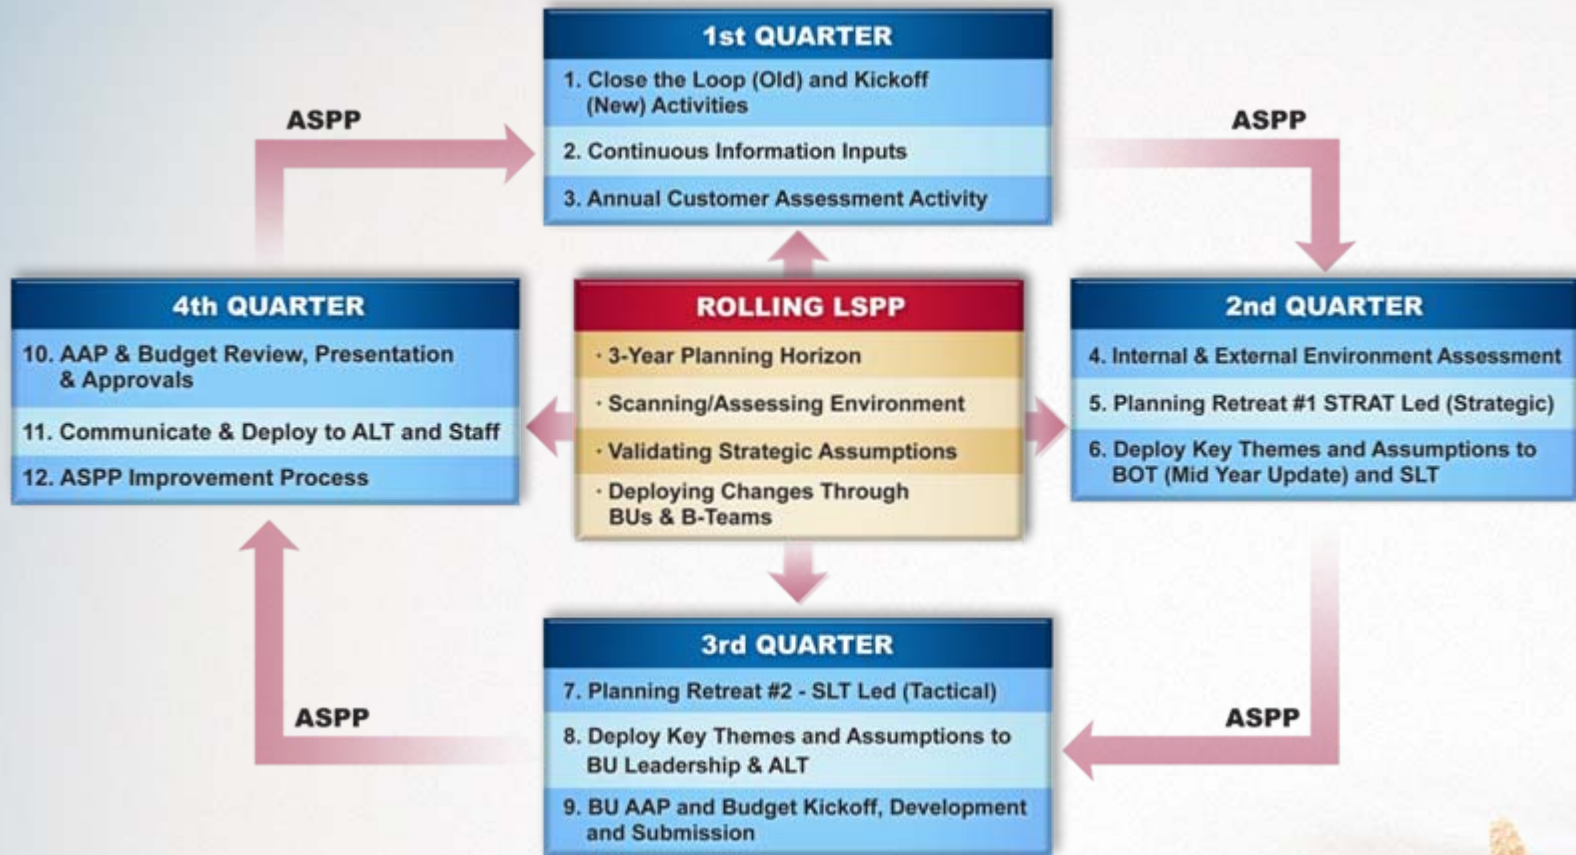 1st QUARTER
1. Close the Loop (Old) and Kickoff
(New) Activities
2. Continuous Information Inputs
3. Annual Customer Assessment Activity
ASPP
ASPP
4th QUARTER
10. AAP & Budget Review, Presentation
& Approvals
11. Communicate & Deploy to ALT and Staff
12. ASPP Improvement Process
ROLLING LSPP
· 3-Year Planning Horizon
· Scanning/Assessing Environment
· Validating Strategic Assumptions
· Deploying Changes Through
BUs & B-Teams
2nd QUARTER
4. Internal & External Environment Assessment
5. Planning Retreat #1 STRAT Led (Strategic)
6. Deploy Key Themes and Assumptions to
BOT (Mid Year Update) and SLT
3rd QUARTER
7. Planning Retreat #2 - SLT Led (Tactical)
8. Deploy Key Themes and Assumptions to
BU Leadership & ALT
9. BU AAP and Budget Kickoff, Development
and Submission
ASPP
ASPP